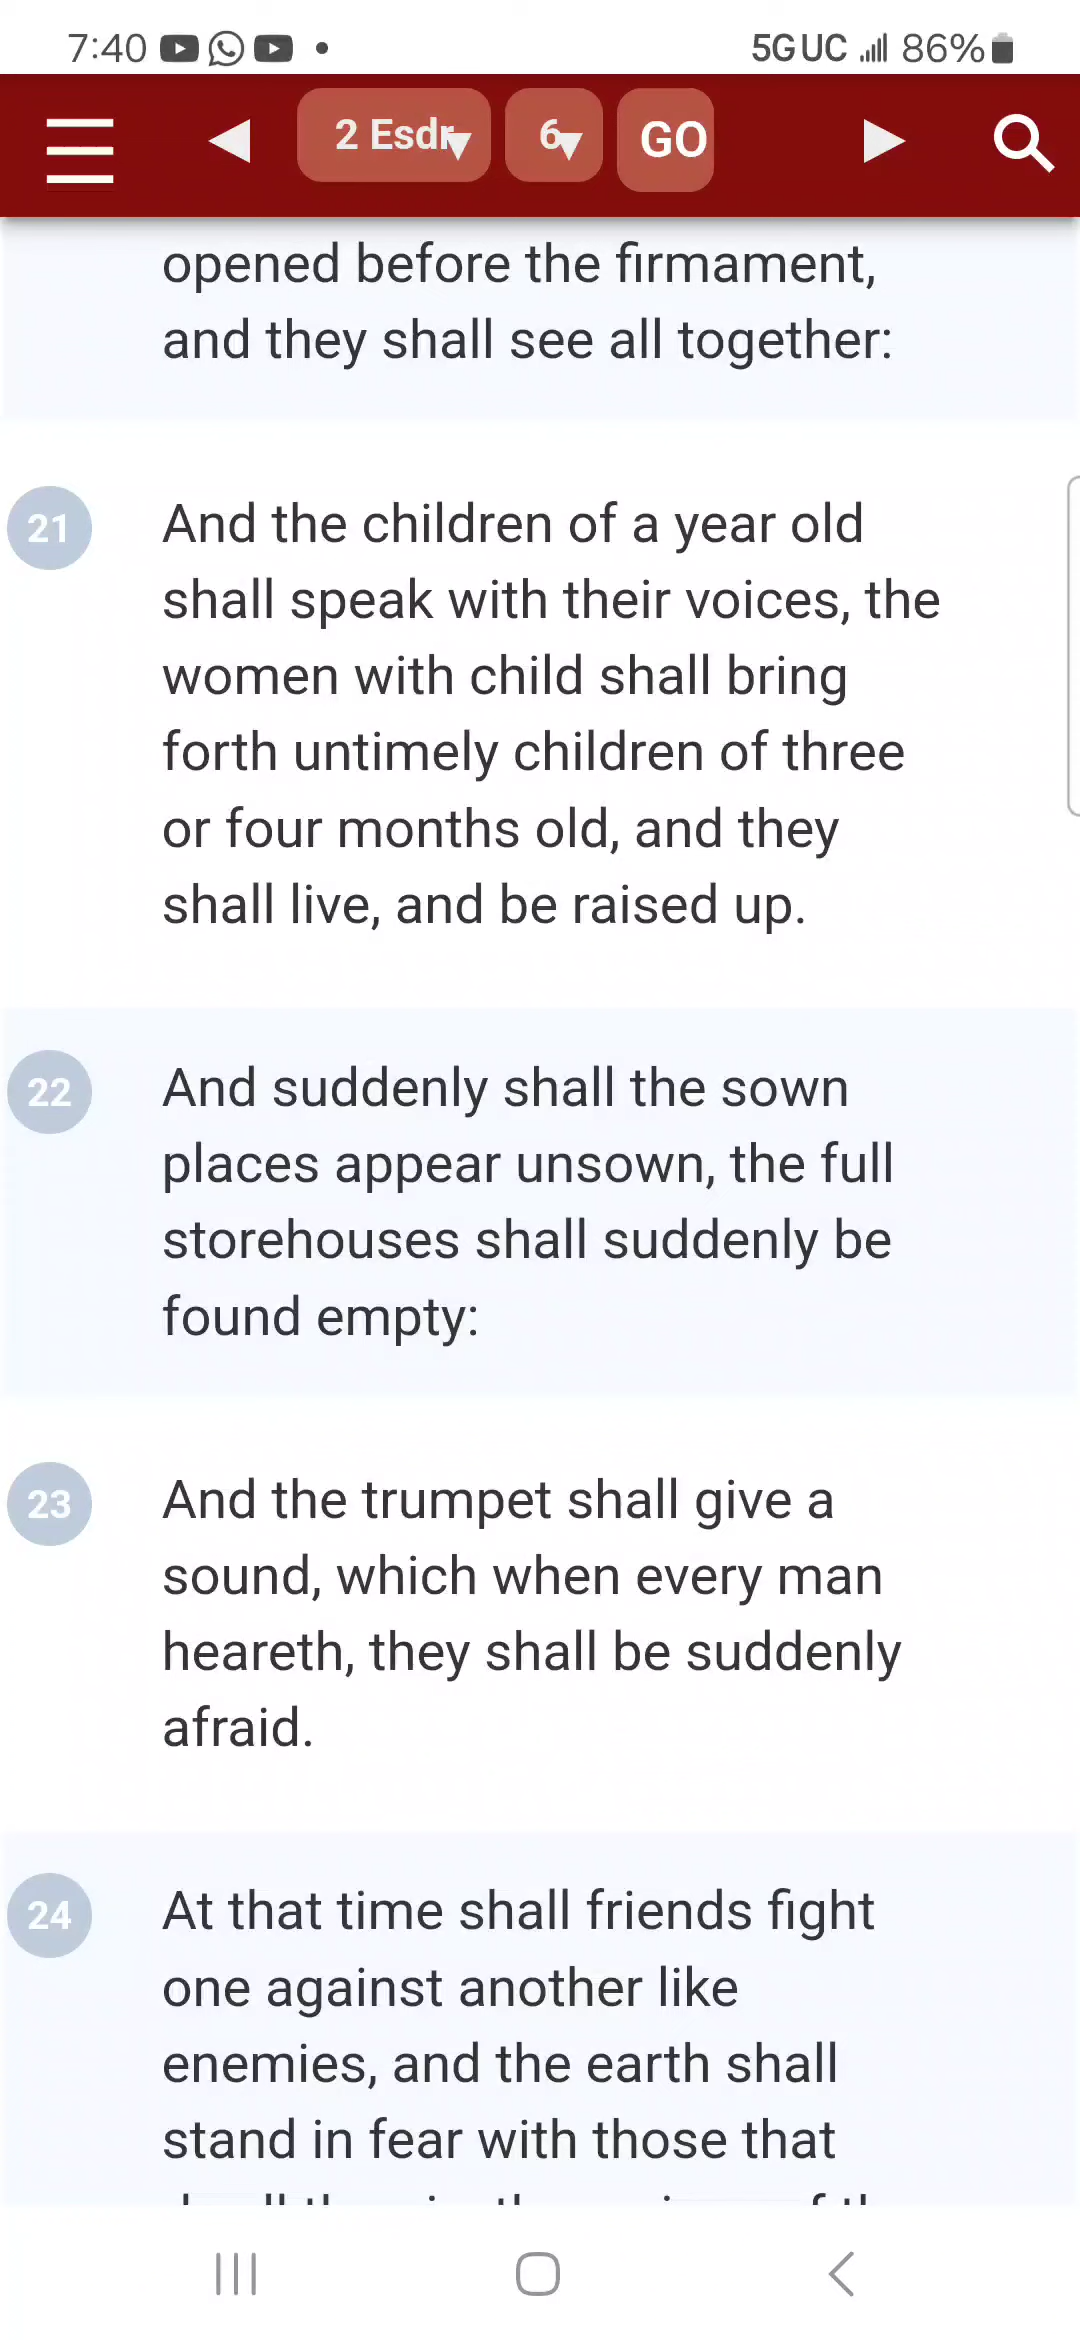 7:40 5G UC 86%
2 Esdr 6 GO
opened before the firmament,
and they shall see all together:
21 And the children of a year old
shall speak with their voices, the
women with child shall bring
forth untimely children of three
or four months old, and they
shall live, and be raised up.
22 And suddenly shall the sown
places appear unsown, the full
storehouses shall suddenly be
found empty:
23 And the trumpet shall give a
sound, which when every man
heareth, they shall be suddenly
afraid.
24 At that time shall friends fight
one against another like
enemies, and the earth shall
stand in fear with those that